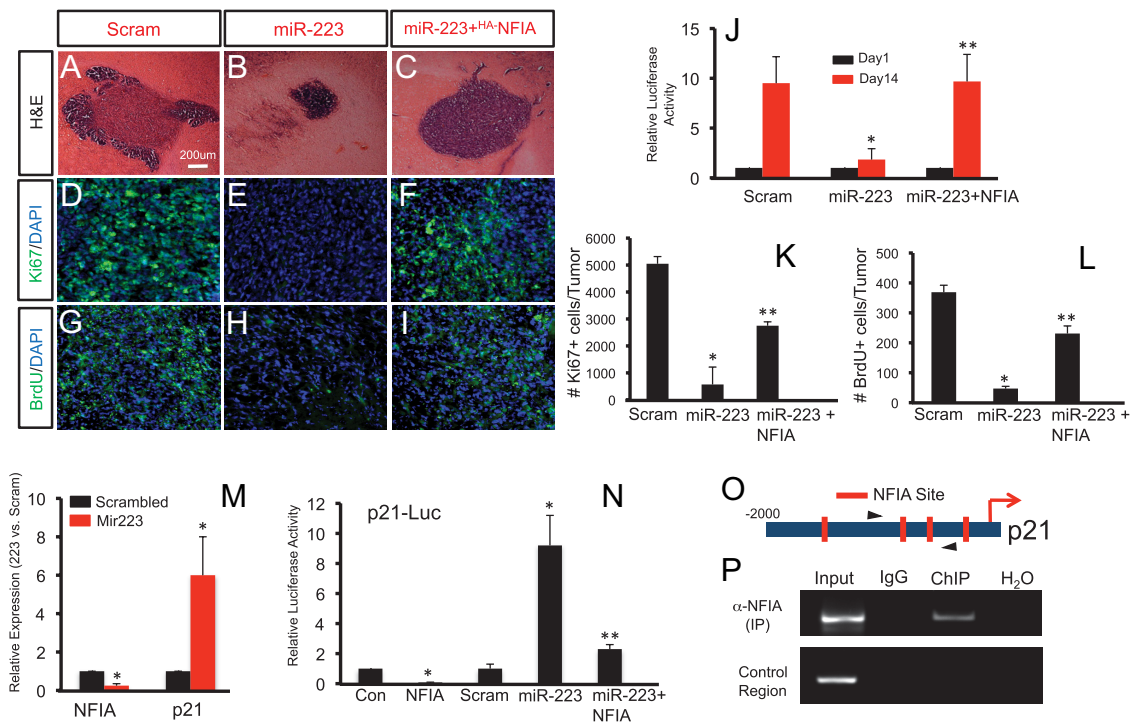 Scram
miR-223
miR-223+HA-NFIA
H&E
A
B
C
200um
Ki67/DAPI
D
E
F
BrdU/DAPI
G
H
I
J
Relative Luciferase
Activity
15
10
5
0
Day1
Day14
*
**
Scram
miR-223
miR-223+NFIA
K
# Ki67+ cells/Tumor
6000
5000
4000
3000
2000
1000
0
*
**
Scram
miR-223
miR-223 +
NFIA
L
# BrdU+ cells/Tumor
500
400
300
200
100
0
*
**
Scram
miR-223
miR-223 +
NFIA
M
Relative Expression (223 vs. Scram)
10
8
6
4
2
0
Scrambled
Mir223
*
*
NFIA
p21
N
p21-Luc
Relative Luciferase Activity
12
10
8
6
4
2
0
*
*
**
Con
NFIA
Scram
miR-223
miR-223+
NFIA
O
NFIA Site
-2000
p21
P
Input
IgG
ChIP
H2O
α-NFIA
(IP)
Control
Region